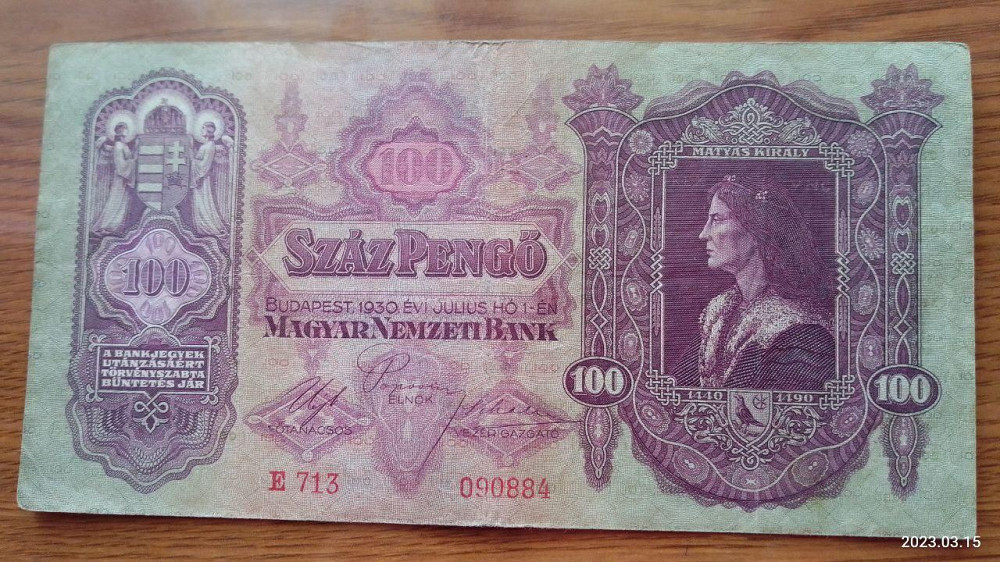 100
A BANKJEGYEK
UTÁNZÁSÁÉRT
TÖRVÉNYSZABTA
BÜNTETÉS JÁR
100
SZÁZ PENGŐ
BUDAPEST, 1930. ÉVI JULIUS HÓ 1-ÉN
MAGYAR NEMZETI BANK
ELNÖK
FŐTANÁCSOS
VEZÉRIGAZGATÓ
E 713
090884
MÁTYÁS KIRÁLY
100
1440 1490
100
2023.03.15